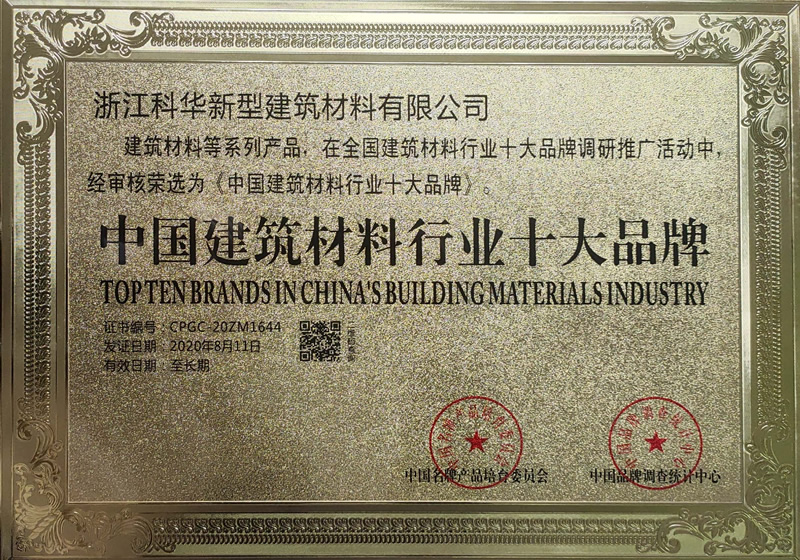 浙江科华新型建筑材料有限公司
建筑材料等系列产品，在全国建筑材料行业十大品牌调研推广活动中，
经审核荣选为《中国建筑材料行业十大品牌》。
中国建筑材料行业十大品牌
TOP TEN BRANDS IN CHINA'S BUILDING MATERIALS INDUSTRY
证书编号：CPGC-20ZM1644
发证日期：2020年8月11日
有效日期：至长期
中国名牌产品培育委员会
中国品牌调查统计中心